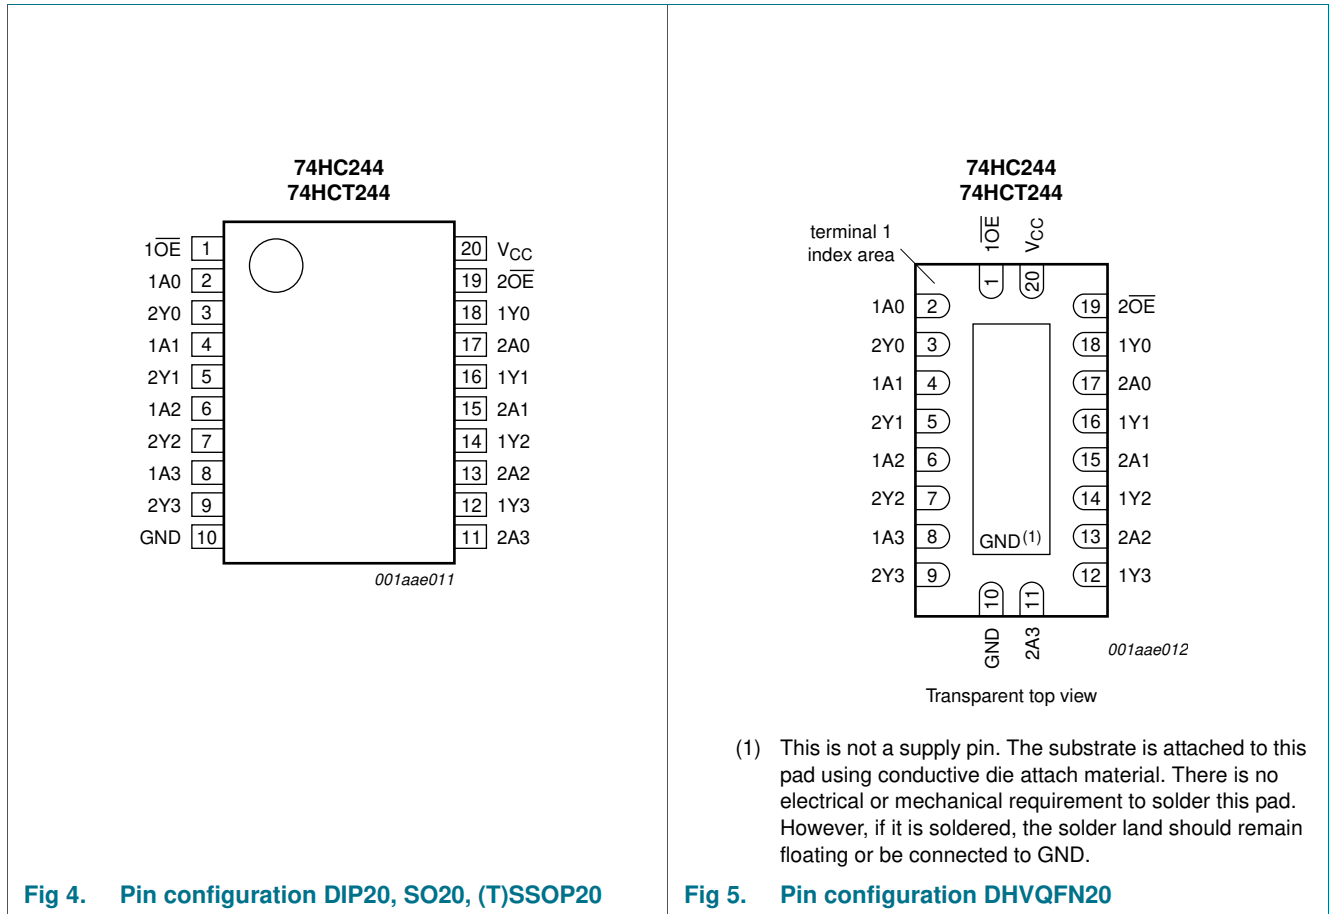 74HC244
74HCT244
1OE 1
1A0 2
2Y0 3
1A1 4
2Y1 5
1A2 6
2Y2 7
1A3 8
2Y3 9
GND 10
20 VCC
19 2OE
18 1Y0
17 2A0
16 1Y1
15 2A1
14 1Y2
13 2A2
12 1Y3
11 2A3
001aae011
Fig 4. Pin configuration DIP20, SO20, (T)SSOP20
74HC244
74HCT244
terminal 1
index area
1OE
VCC
1
20
1A0 2
2Y0 3
1A1 4
2Y1 5
1A2 6
2Y2 7
1A3 8
2Y3 9
19 2OE
18 1Y0
17 2A0
16 1Y1
15 2A1
14 1Y2
13 2A2
12 1Y3
GND(1)
10
11
GND
2A3
001aae012
Transparent top view
(1) This is not a supply pin. The substrate is attached to this
pad using conductive die attach material. There is no
electrical or mechanical requirement to solder this pad.
However, if it is soldered, the solder land should remain
floating or be connected to GND.
Fig 5. Pin configuration DHVQFN20